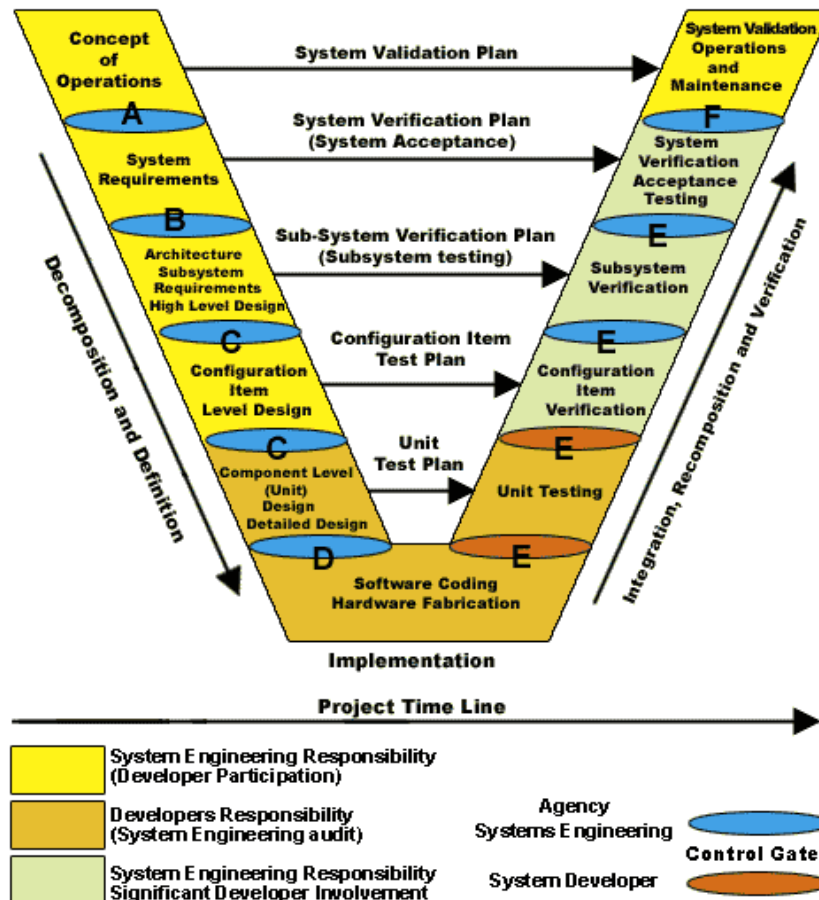 Concept
of
Operations
A
System
Requirements
B
Architecture
Subsystem
Requirements
High Level Design
C
Configuration
Item
Level Design
C
Component Level
(Unit)
Design
Detailed Design
D
System Validation Plan
System Verification Plan
(System Acceptance)
Sub-System Verification Plan
(Subsystem testing)
Configuration Item
Test Plan
Unit
Test Plan
System Validation
Operations
and
Maintenance
F
System
Verification
Acceptance
Testing
E
Subsystem
Verification
E
Configuration
Item
Verification
E
Unit Testing
E
Software Coding
Hardware Fabrication
Decomposition and Definition
Integration, Recomposition and Verification
Implementation
Project Time Line
System Engineering Responsibility
(Developer Participation)
Developers Responsibility
(System Engineering audit)
System Engineering Responsibility
Significant Developer Involvement
Agency
Systems Engineering
Control Gate
System Developer